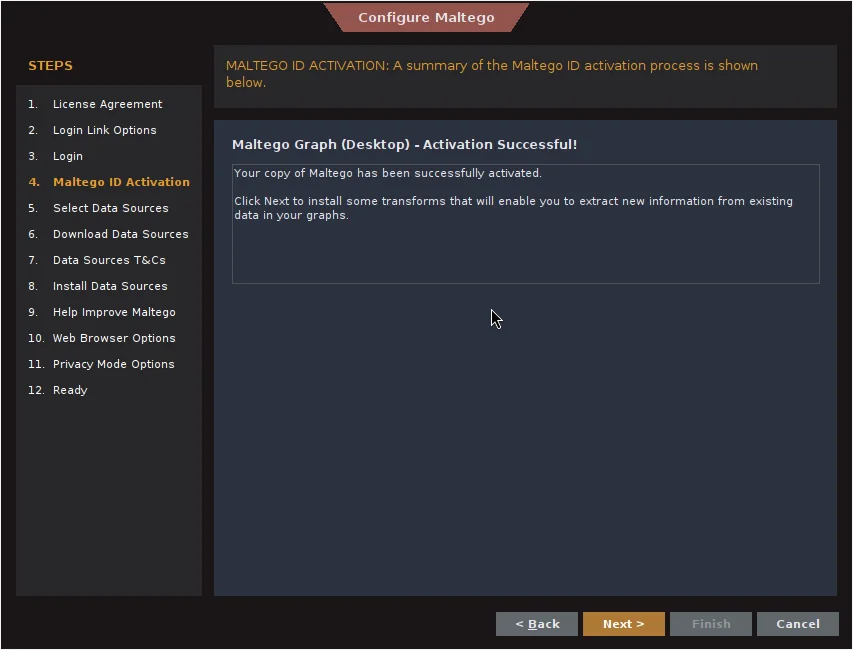 Configure Maltego
STEPS
1. License Agreement
2. Login Link Options
3. Login
4. Maltego ID Activation
5. Select Data Sources
6. Download Data Sources
7. Data Sources T&Cs
8. Install Data Sources
9. Help Improve Maltego
10. Web Browser Options
11. Privacy Mode Options
12. Ready
MALTEGO ID ACTIVATION: A summary of the Maltego ID activation process is shown
below.
Maltego Graph (Desktop) - Activation Successful!
Your copy of Maltego has been successfully activated.
Click Next to install some transforms that will enable you to extract new information from existing
data in your graphs.
< Back
Next >
Finish
Cancel